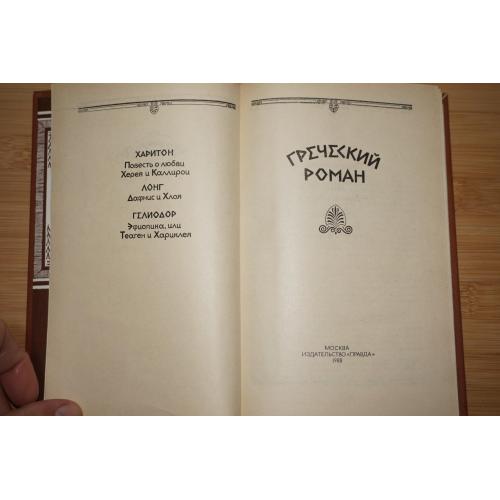 ХАРИТОН
Повесть о любви
Херея и Каллирои
ЛОНГ
Дафнис и Хлоя
ГЕЛИОДОР
Эфиопика, или
Теаген и Хариклея
ГРЕЧЕСКИЙ
РОМАН
МОСКВА
ИЗДАТЕЛЬСТВО «ПРАВДА»
1988